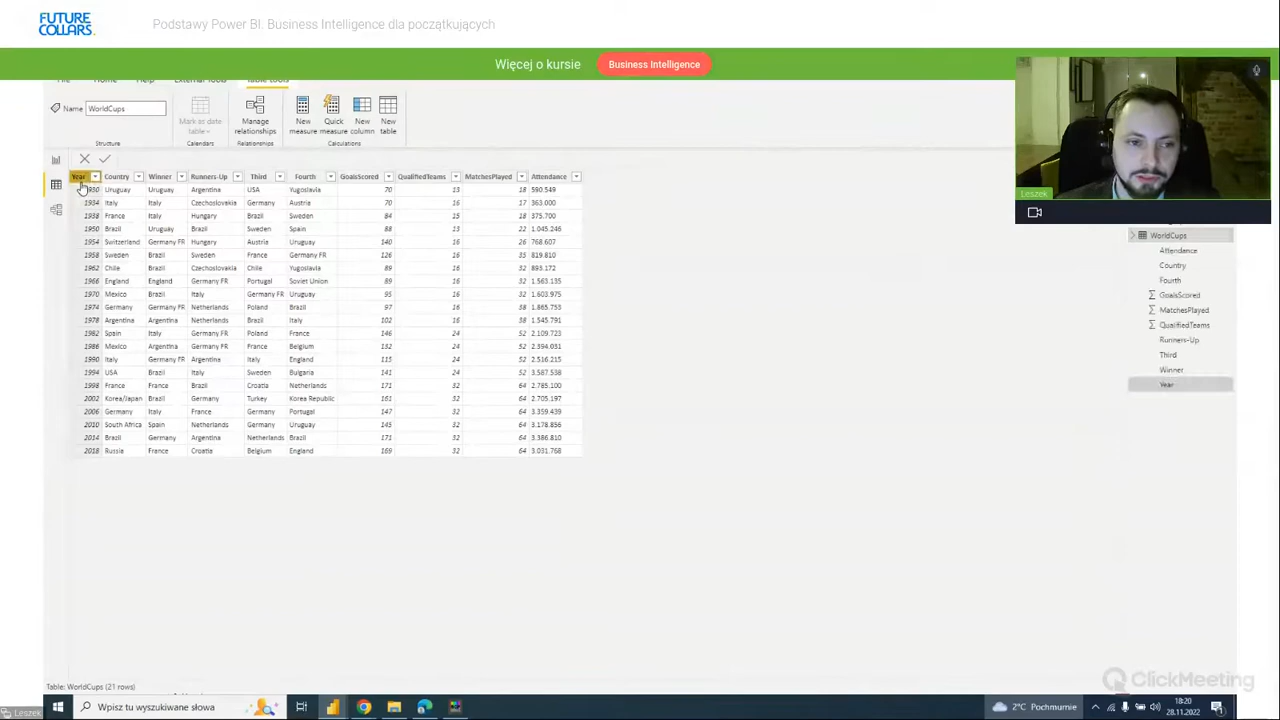 FUTURE
COLLARS.
Podstawy Power BI. Business Intelligence dla początkujących
Więcej o kursie
Business Intelligence
File Home Help External Tools Table tools
Name WorldCups
Mark as date
table
Manage
relationships
New
measure
Quick
measure
New
column
New
table
Structure Calendars Relationships Calculations
Leszek
Year Country Winner Runners-Up Third Fourth GoalsScored QualifiedTeams MatchesPlayed Attendance
1930 Uruguay Uruguay Argentina USA Yugoslavia 70 13 18 590.549
1934 Italy Italy Czechoslovakia Germany Austria 70 16 17 363.000
1938 France Italy Hungary Brazil Sweden 84 15 18 375.700
1950 Brazil Uruguay Brazil Sweden Spain 88 13 22 1.045.246
1954 Switzerland Germany FR Hungary Austria Uruguay 140 16 26 768.607
1958 Sweden Brazil Sweden France Germany FR 126 16 35 819.810
1962 Chile Brazil Czechoslovakia Chile Yugoslavia 89 16 32 893.172
1966 England England Germany FR Portugal Soviet Union 89 16 32 1.563.135
1970 Mexico Brazil Italy Germany FR Uruguay 95 16 32 1.603.975
1974 Germany Germany FR Netherlands Poland Brazil 97 16 38 1.865.753
1978 Argentina Argentina Netherlands Brazil Italy 102 16 38 1.545.791
1982 Spain Italy Germany FR Poland France 146 24 52 2.109.723
1986 Mexico Argentina Germany FR France Belgium 132 24 52 2.394.031
1990 Italy Germany FR Argentina Italy England 115 24 52 2.516.215
1994 USA Brazil Italy Sweden Bulgaria 141 24 52 3.587.538
1998 France France Brazil Croatia Netherlands 171 32 64 2.785.100
2002 Korea/Japan Brazil Germany Turkey Korea Republic 161 32 64 2.705.197
2006 Germany Italy France Germany Portugal 147 32 64 3.359.439
2010 South Africa Spain Netherlands Germany Uruguay 145 32 64 3.178.856
2014 Brazil Germany Argentina Netherlands Brazil 171 32 64 3.386.810
2018 Russia France Croatia Belgium England 169 32 64 3.031.768
WorldCups
Attendance
Country
Fourth
GoalsScored
MatchesPlayed
QualifiedTeams
Runners-Up
Third
Winner
Year
Table: WorldCups (21 rows)
ClickMeeting
Leszek
Wpisz tu wyszukiwane słowa
2°C Pochmurnie
18:20
28.11.2022